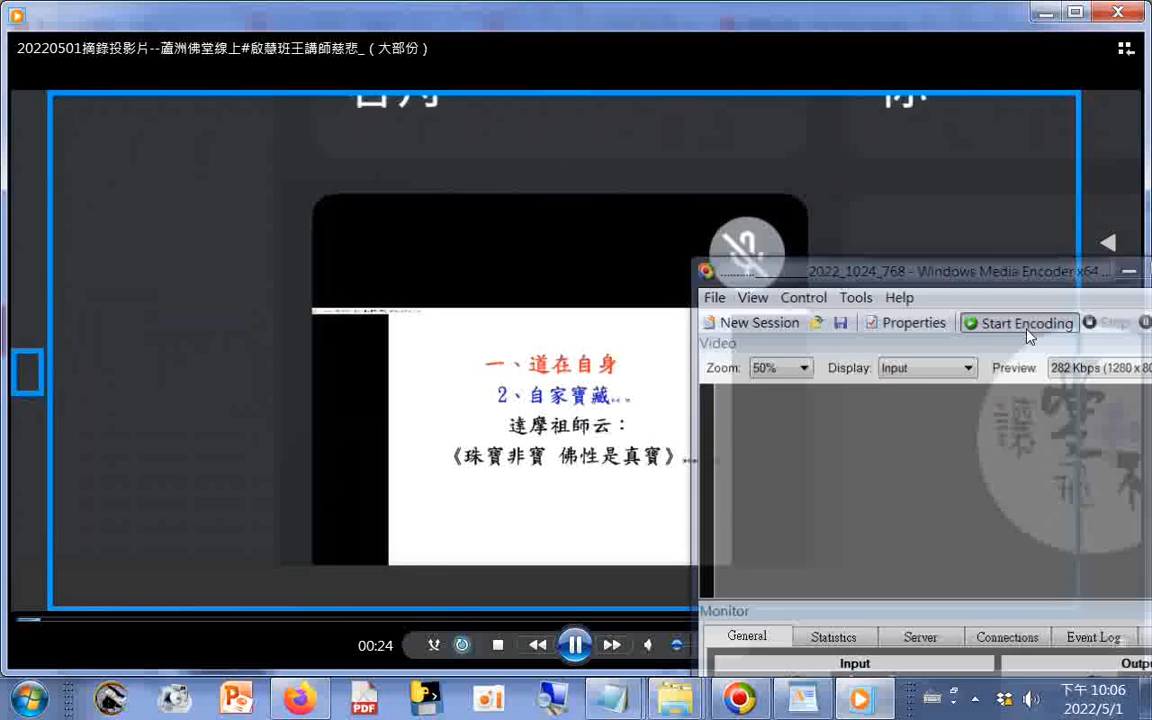 20220501摘錄投影片--蘆洲佛堂線上#啟慧班王講師慈悲_（大部份）
2022_1024_768 - Windows Media Encoder x64 ...
File View Control Tools Help
New Session Properties Start Encoding
Video
Zoom: 50% Display: Input Preview: 282 Kbps (1280 x 80
一、道在自身
2、自家寶藏
達摩祖師云：
《珠寶非寶 佛性是真寶》
Monitor
General Statistics Server Connections Event Log
Input Outp
00:24
PDF
下午 10:06
2022/5/1